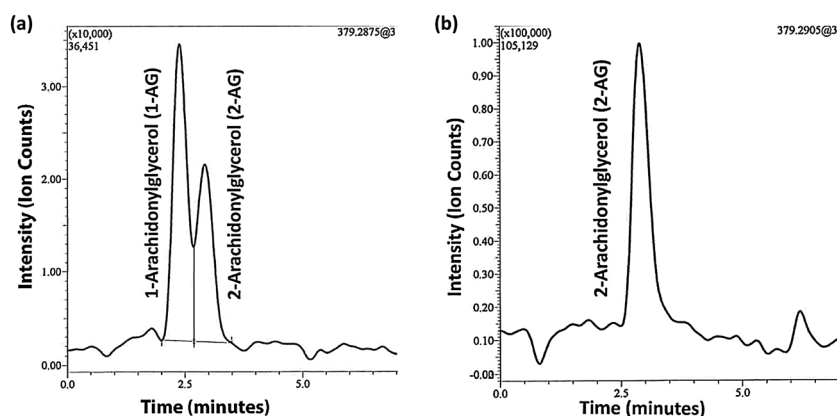 (a)
(x10,000)
36,451
379.2875@3
3.00
2.00
1.00
0.00
0.0
2.5
5.0
Intensity (Ion Counts)
1-Arachidonylglycerol (1-AG)
2-Arachidonylglycerol (2-AG)
Time (minutes)
(b)
(x100,000)
105,129
379.2905@3
1.00
0.90
0.80
0.70
0.60
0.50
0.40
0.30
0.20
0.10
-0.00
0.0
2.5
5.0
Intensity (Ion Counts)
2-Arachidonylglycerol (2-AG)
Time (minutes)